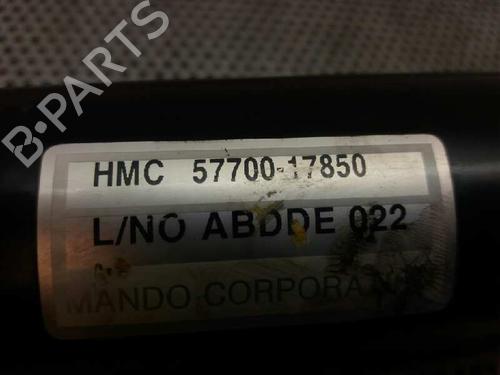 B-PARTS
HMC 57700-17850
L/NO ABDDE 022
MANDO CORPORA